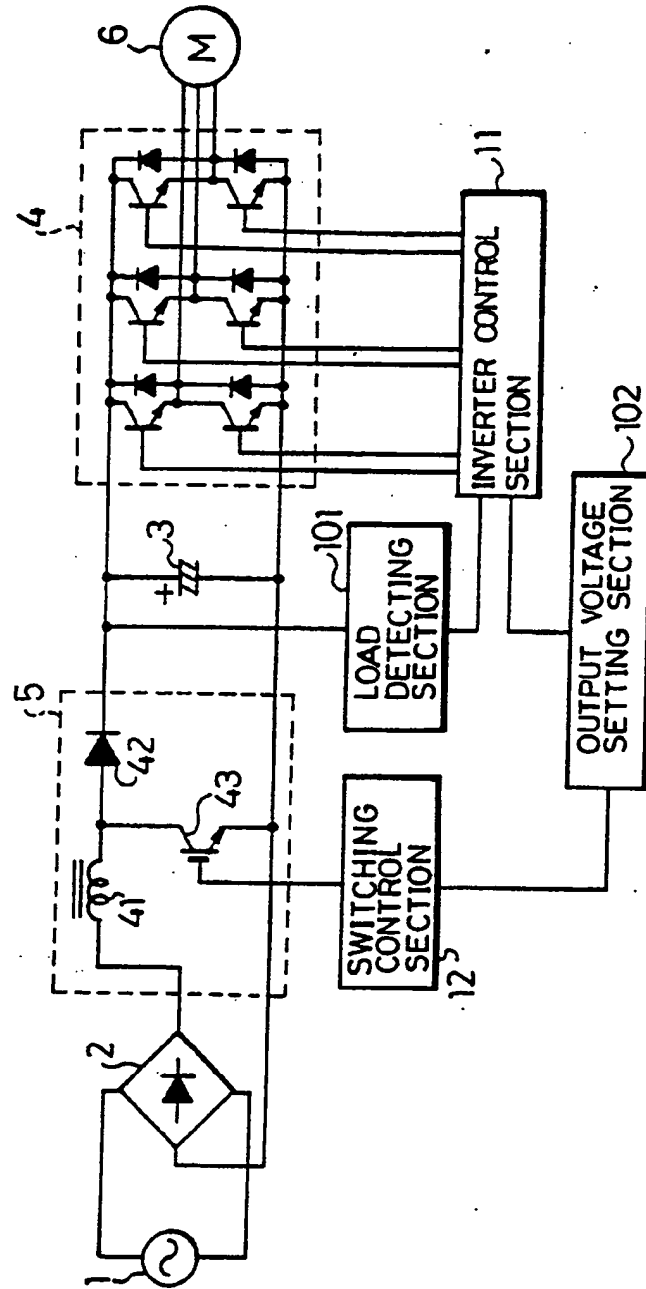 1
2
5
41
42
43
3
+
4
6
M
SWITCHING
CONTROL
SECTION
12
LOAD
DETECTING
SECTION
101
INVERTER CONTROL
SECTION
11
OUTPUT VOLTAGE
SETTING SECTION
102